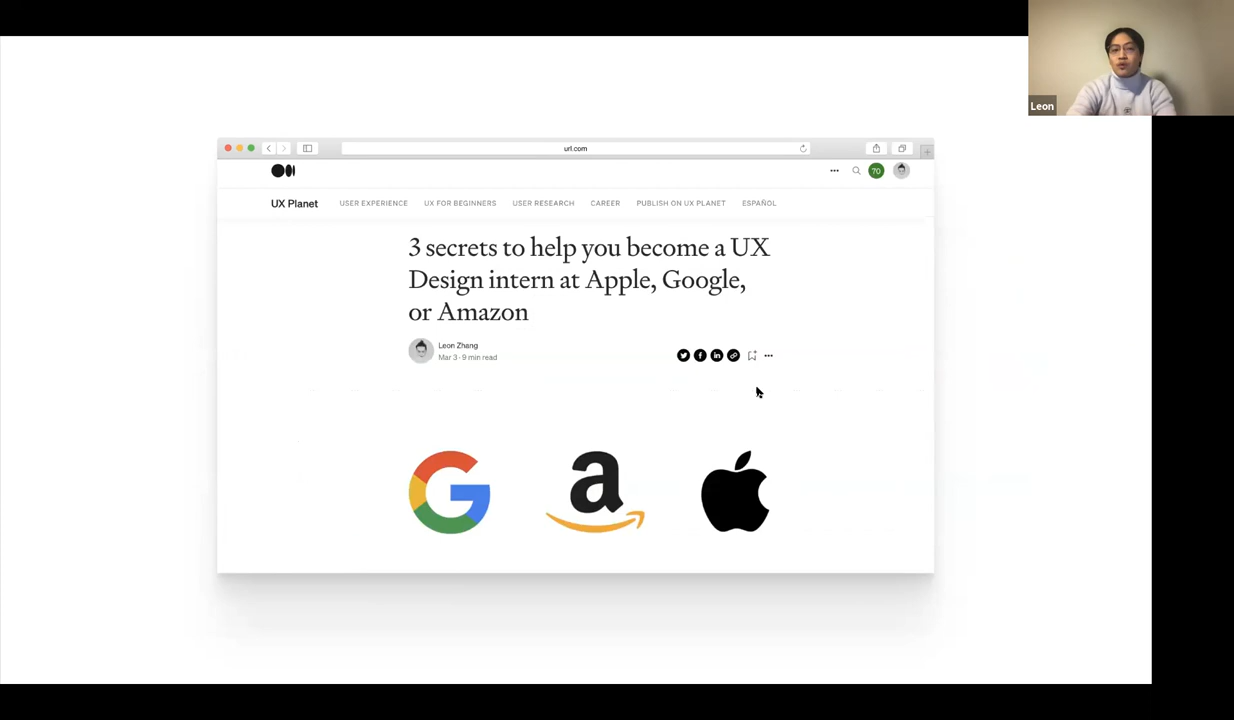 Leon
url.com
70
UX Planet
USER EXPERIENCE
UX FOR BEGINNERS
USER RESEARCH
CAREER
PUBLISH ON UX PLANET
ESPAÑOL
3 secrets to help you become a UX
Design intern at Apple, Google,
or Amazon
Leon Zhang
Mar 3 · 9 min read